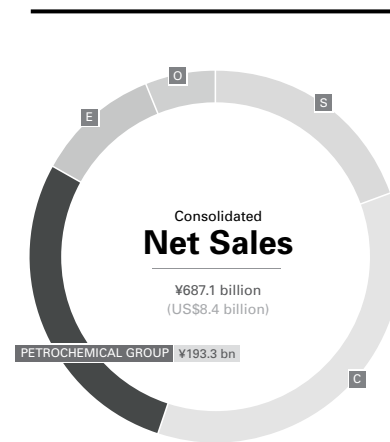 O
S
E
Consolidated
Net Sales
¥687.1 billion
(US$8.4 billion)
PETROCHEMICAL GROUP ¥193.3 bn
C